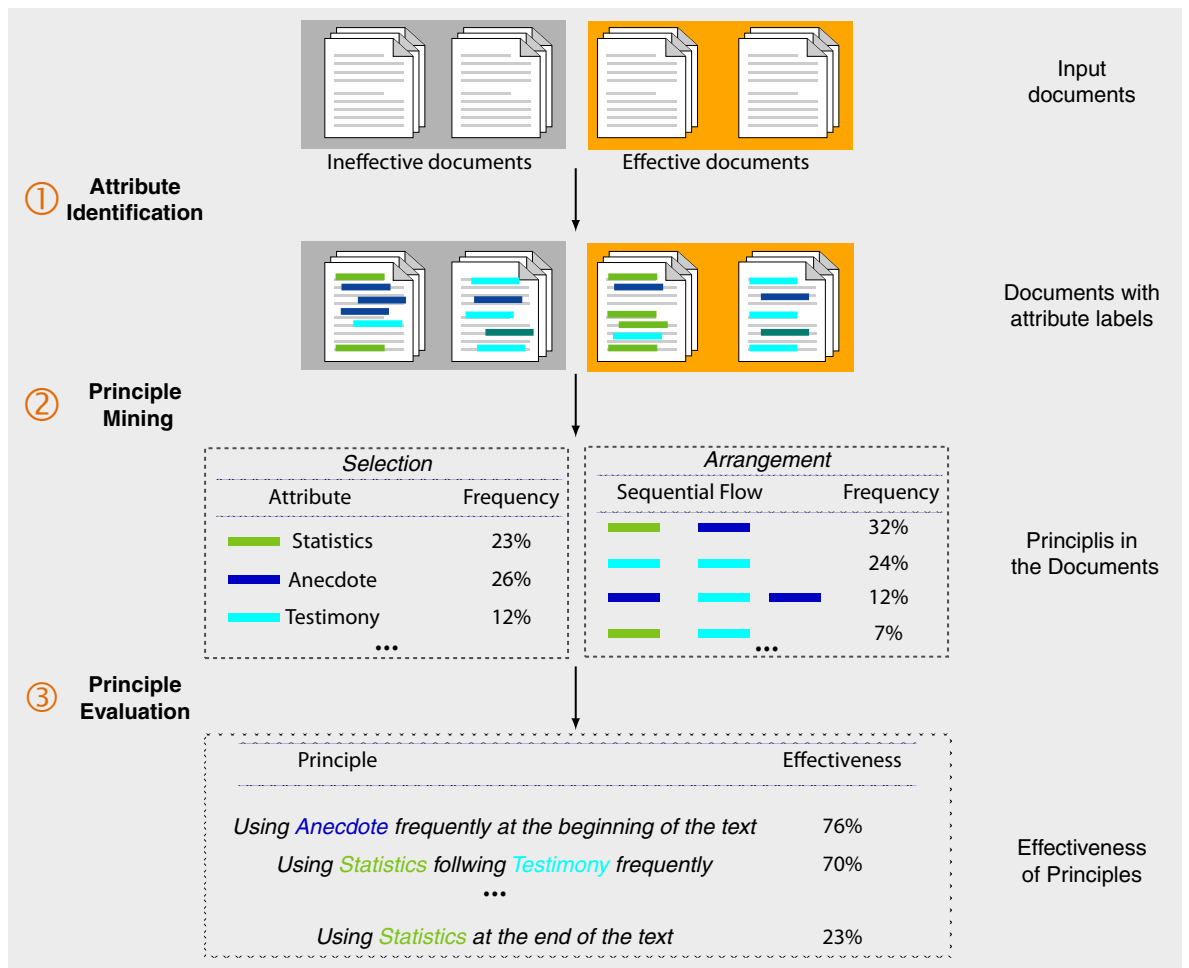 Input
documents
Ineffective documents
Effective documents
① Attribute
Identification
Documents with
attribute labels
② Principle
Mining
Selection
Attribute Frequency
Statistics 23%
Anecdote 26%
Testimony 12%
...
Arrangement
Sequential Flow Frequency
32%
24%
12%
7%
...
Principlis in
the Documents
③ Principle
Evaluation
Principle Effectiveness
Using Anecdote frequently at the beginning of the text 76%
Using Statistics follwing Testimony frequently 70%
...
Using Statistics at the end of the text 23%
Effectiveness
of Principles